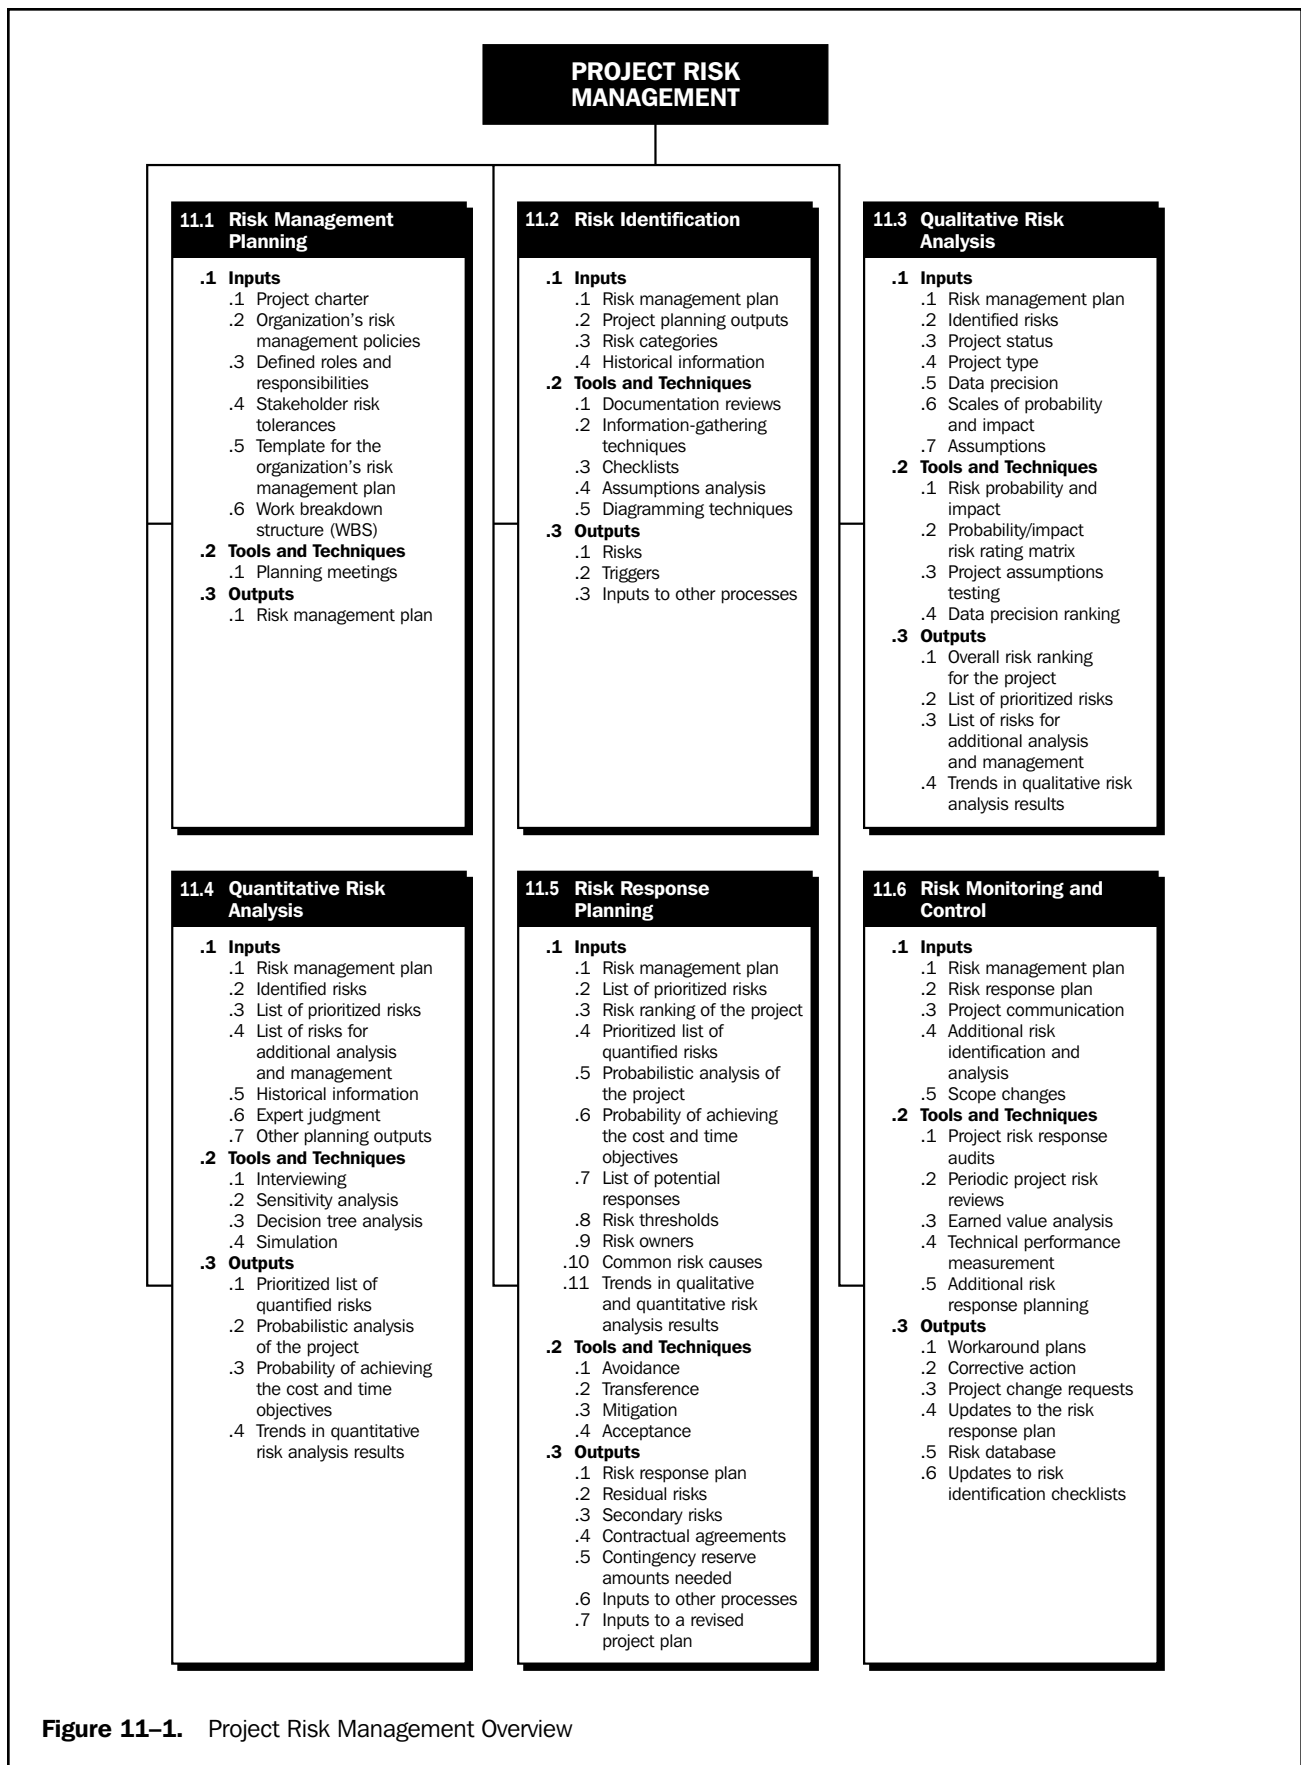 PROJECT RISK
MANAGEMENT
11.1 Risk Management
Planning
.1 Inputs
.1 Project charter
.2 Organization's risk
management policies
.3 Defined roles and
responsibilities
.4 Stakeholder risk
tolerances
.5 Template for the
organization's risk
management plan
.6 Work breakdown
structure (WBS)
.2 Tools and Techniques
.1 Planning meetings
.3 Outputs
.1 Risk management plan
11.2 Risk Identification
.1 Inputs
.1 Risk management plan
.2 Project planning outputs
.3 Risk categories
.4 Historical information
.2 Tools and Techniques
.1 Documentation reviews
.2 Information-gathering
techniques
.3 Checklists
.4 Assumptions analysis
.5 Diagramming techniques
.3 Outputs
.1 Risks
.2 Triggers
.3 Inputs to other processes
11.3 Qualitative Risk
Analysis
.1 Inputs
.1 Risk management plan
.2 Identified risks
.3 Project status
.4 Project type
.5 Data precision
.6 Scales of probability
and impact
.7 Assumptions
.2 Tools and Techniques
.1 Risk probability and
impact
.2 Probability/impact
risk rating matrix
.3 Project assumptions
testing
.4 Data precision ranking
.3 Outputs
.1 Overall risk ranking
for the project
.2 List of prioritized risks
.3 List of risks for
additional analysis
and management
.4 Trends in qualitative risk
analysis results
11.4 Quantitative Risk
Analysis
.1 Inputs
.1 Risk management plan
.2 Identified risks
.3 List of prioritized risks
.4 List of risks for
additional analysis
and management
.5 Historical information
.6 Expert judgment
.7 Other planning outputs
.2 Tools and Techniques
.1 Interviewing
.2 Sensitivity analysis
.3 Decision tree analysis
.4 Simulation
.3 Outputs
.1 Prioritized list of
quantified risks
.2 Probabilistic analysis
of the project
.3 Probability of achieving
the cost and time
objectives
.4 Trends in quantitative
risk analysis results
11.5 Risk Response
Planning
.1 Inputs
.1 Risk management plan
.2 List of prioritized risks
.3 Risk ranking of the project
.4 Prioritized list of
quantified risks
.5 Probabilistic analysis of
the project
.6 Probability of achieving
the cost and time
objectives
.7 List of potential
responses
.8 Risk thresholds
.9 Risk owners
.10 Common risk causes
.11 Trends in qualitative
and quantitative risk
analysis results
.2 Tools and Techniques
.1 Avoidance
.2 Transference
.3 Mitigation
.4 Acceptance
.3 Outputs
.1 Risk response plan
.2 Residual risks
.3 Secondary risks
.4 Contractual agreements
.5 Contingency reserve
amounts needed
.6 Inputs to other processes
.7 Inputs to a revised
project plan
11.6 Risk Monitoring and
Control
.1 Inputs
.1 Risk management plan
.2 Risk response plan
.3 Project communication
.4 Additional risk
identification and
analysis
.5 Scope changes
.2 Tools and Techniques
.1 Project risk response
audits
.2 Periodic project risk
reviews
.3 Earned value analysis
.4 Technical performance
measurement
.5 Additional risk
response planning
.3 Outputs
.1 Workaround plans
.2 Corrective action
.3 Project change requests
.4 Updates to the risk
response plan
.5 Risk database
.6 Updates to risk
identification checklists
Figure 11–1. Project Risk Management Overview